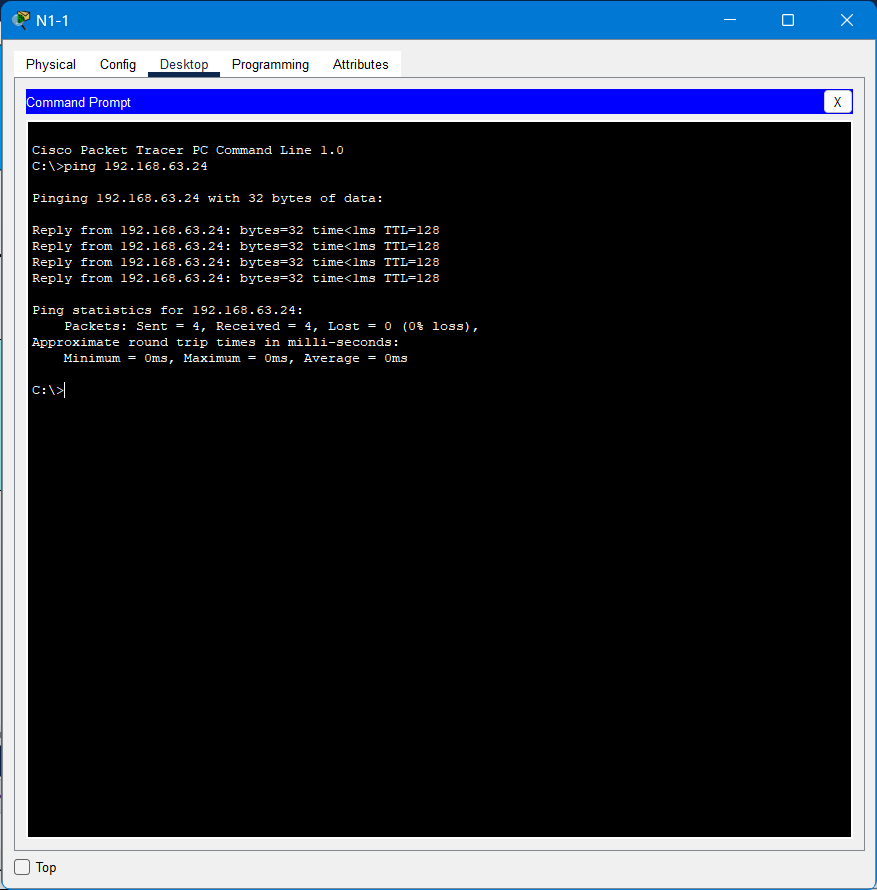 N1-1
Physical Config Desktop Programming Attributes
Command Prompt X
Cisco Packet Tracer PC Command Line 1.0
C:\>ping 192.168.63.24
Pinging 192.168.63.24 with 32 bytes of data:
Reply from 192.168.63.24: bytes=32 time<1ms TTL=128
Reply from 192.168.63.24: bytes=32 time<1ms TTL=128
Reply from 192.168.63.24: bytes=32 time<1ms TTL=128
Reply from 192.168.63.24: bytes=32 time<1ms TTL=128
Ping statistics for 192.168.63.24:
    Packets: Sent = 4, Received = 4, Lost = 0 (0% loss),
Approximate round trip times in milli-seconds:
    Minimum = 0ms, Maximum = 0ms, Average = 0ms
C:\>
Top